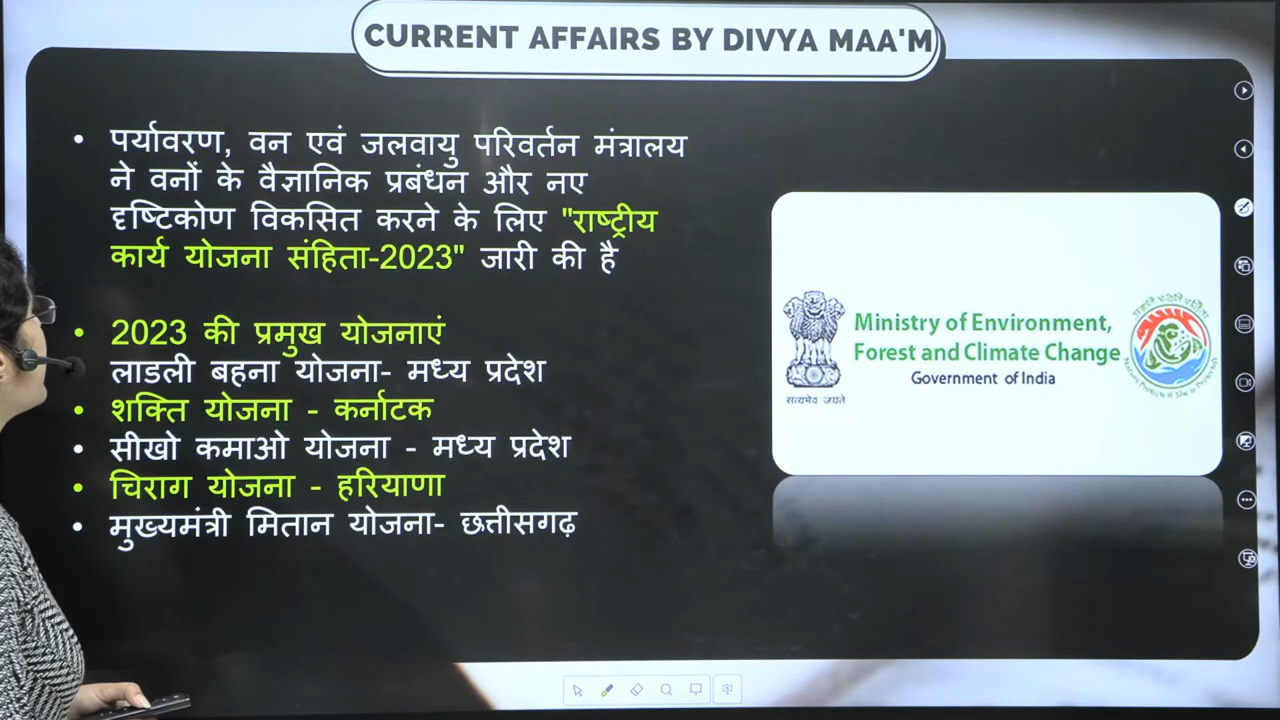 CURRENT AFFAIRS BY DIVYA MAA'M
• पर्यावरण, वन एवं जलवायु परिवर्तन मंत्रालय
ने वनों के वैज्ञानिक प्रबंधन और नए
दृष्टिकोण विकसित करने के लिए "राष्ट्रीय
कार्य योजना संहिता-2023" जारी की है
• 2023 की प्रमुख योजनाएं
लाडली बहना योजना- मध्य प्रदेश
• शक्ति योजना - कर्नाटक
• सीखो कमाओ योजना - मध्य प्रदेश
• चिराग योजना - हरियाणा
• मुख्यमंत्री मितान योजना- छत्तीसगढ़
Ministry of Environment,
Forest and Climate Change
Government of India
सत्यमेव जयते